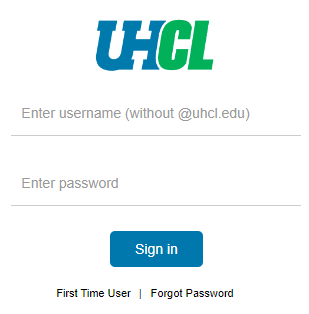 UHCL
Enter username (without @uhcl.edu)
Enter password
Sign in
First Time User | Forgot Password